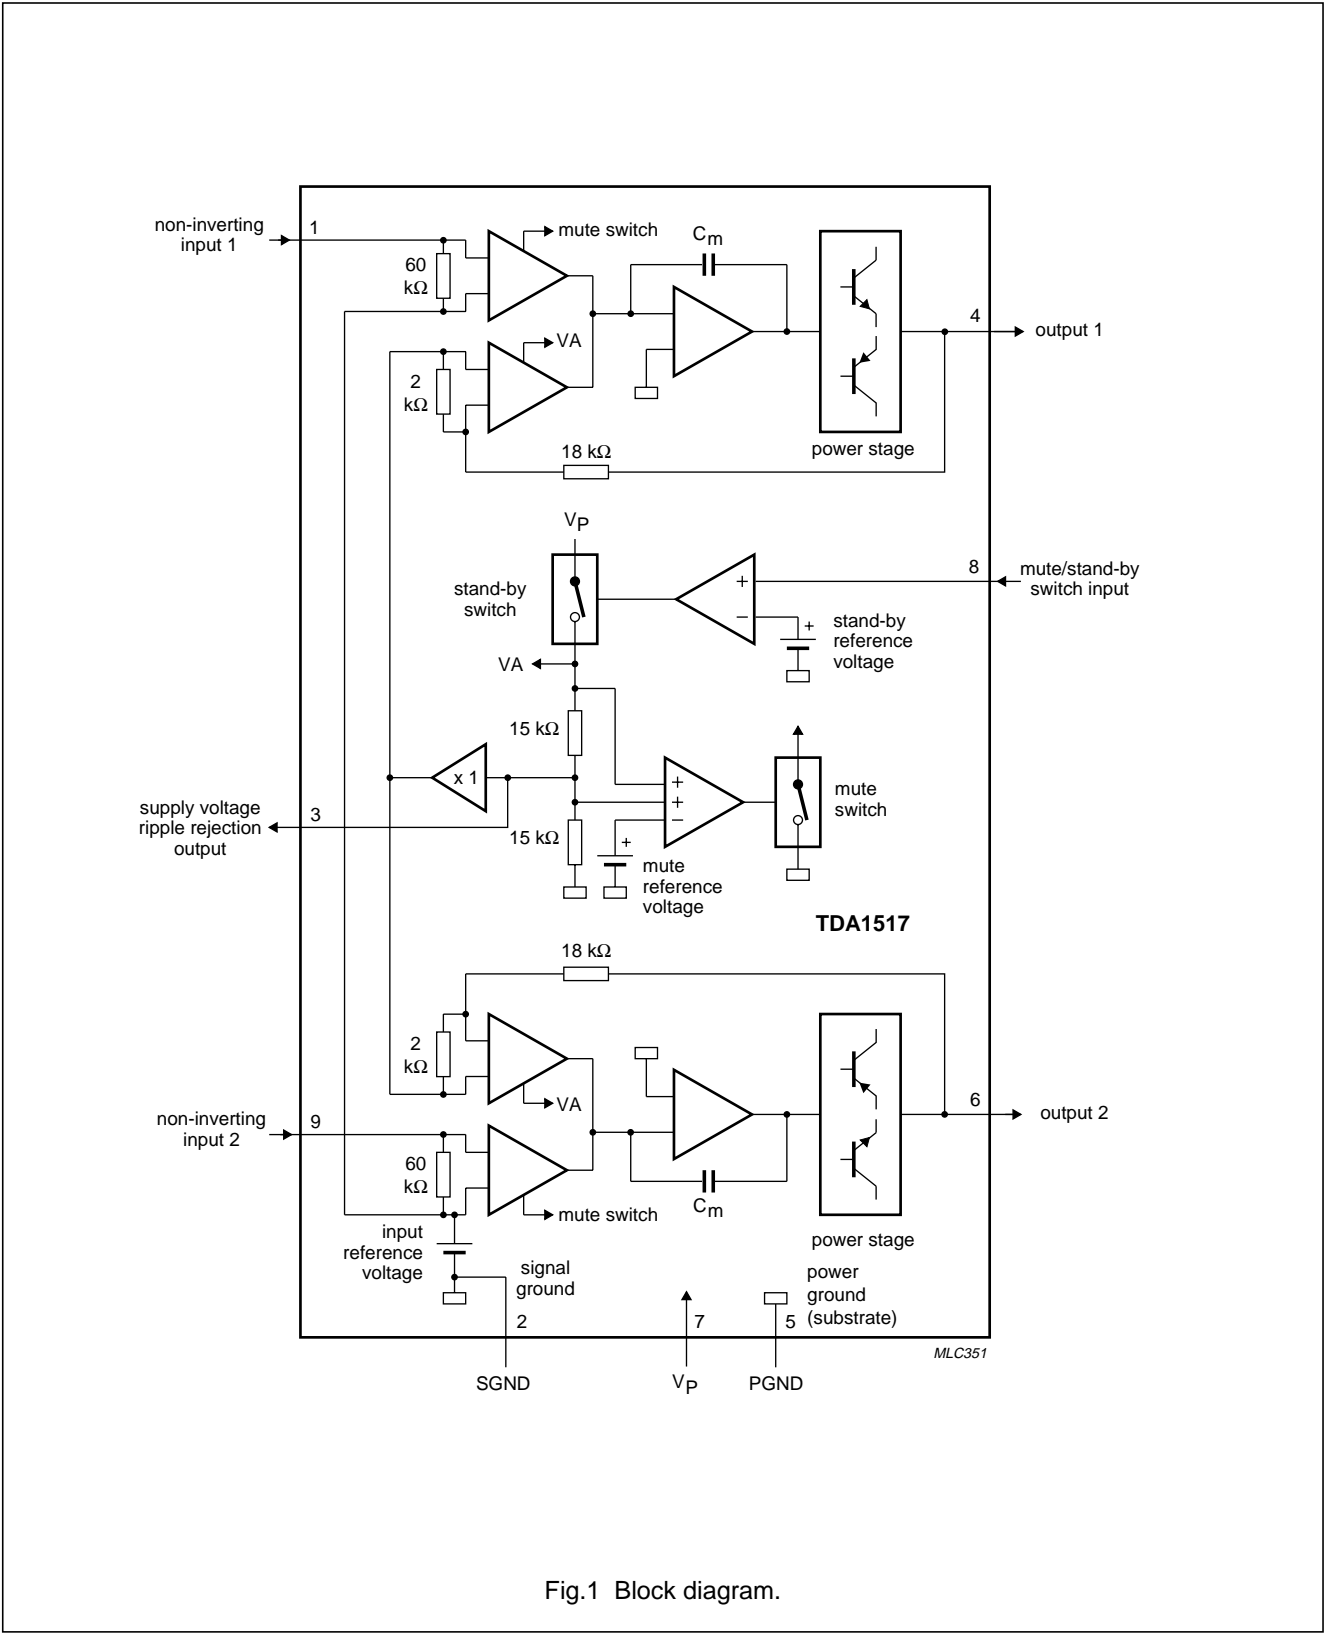 non-inverting
input 1
1
mute switch
Cm
60
kΩ
VA
4
output 1
2
kΩ
18 kΩ
power stage
VP
stand-by
switch
+
−
8
mute/stand-by
switch input
+
stand-by
reference
voltage
VA
15 kΩ
x 1
+
+
−
mute
switch
supply voltage
ripple rejection
output
3
15 kΩ
+
mute
reference
voltage
TDA1517
18 kΩ
2
kΩ
VA
6
output 2
non-inverting
input 2
9
60
kΩ
Cm
mute switch
power stage
input
reference
voltage
signal
ground
power
ground
(substrate)
2
7
5
MLC351
SGND
VP
PGND
Fig.1 Block diagram.